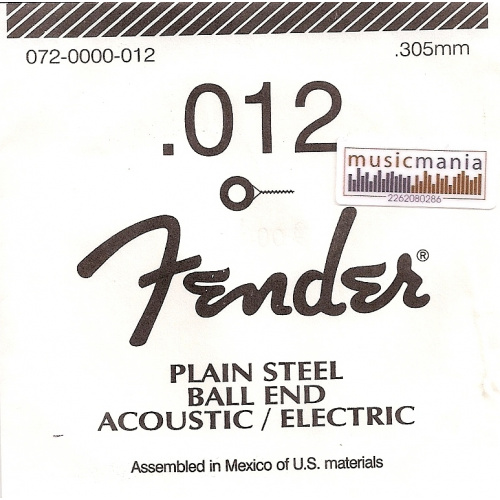 072-0000-012 .305mm
.012
musicmania
2262080286
Fender®
PLAIN STEEL
BALL END
ACOUSTIC / ELECTRIC
Assembled in Mexico of U.S. materials